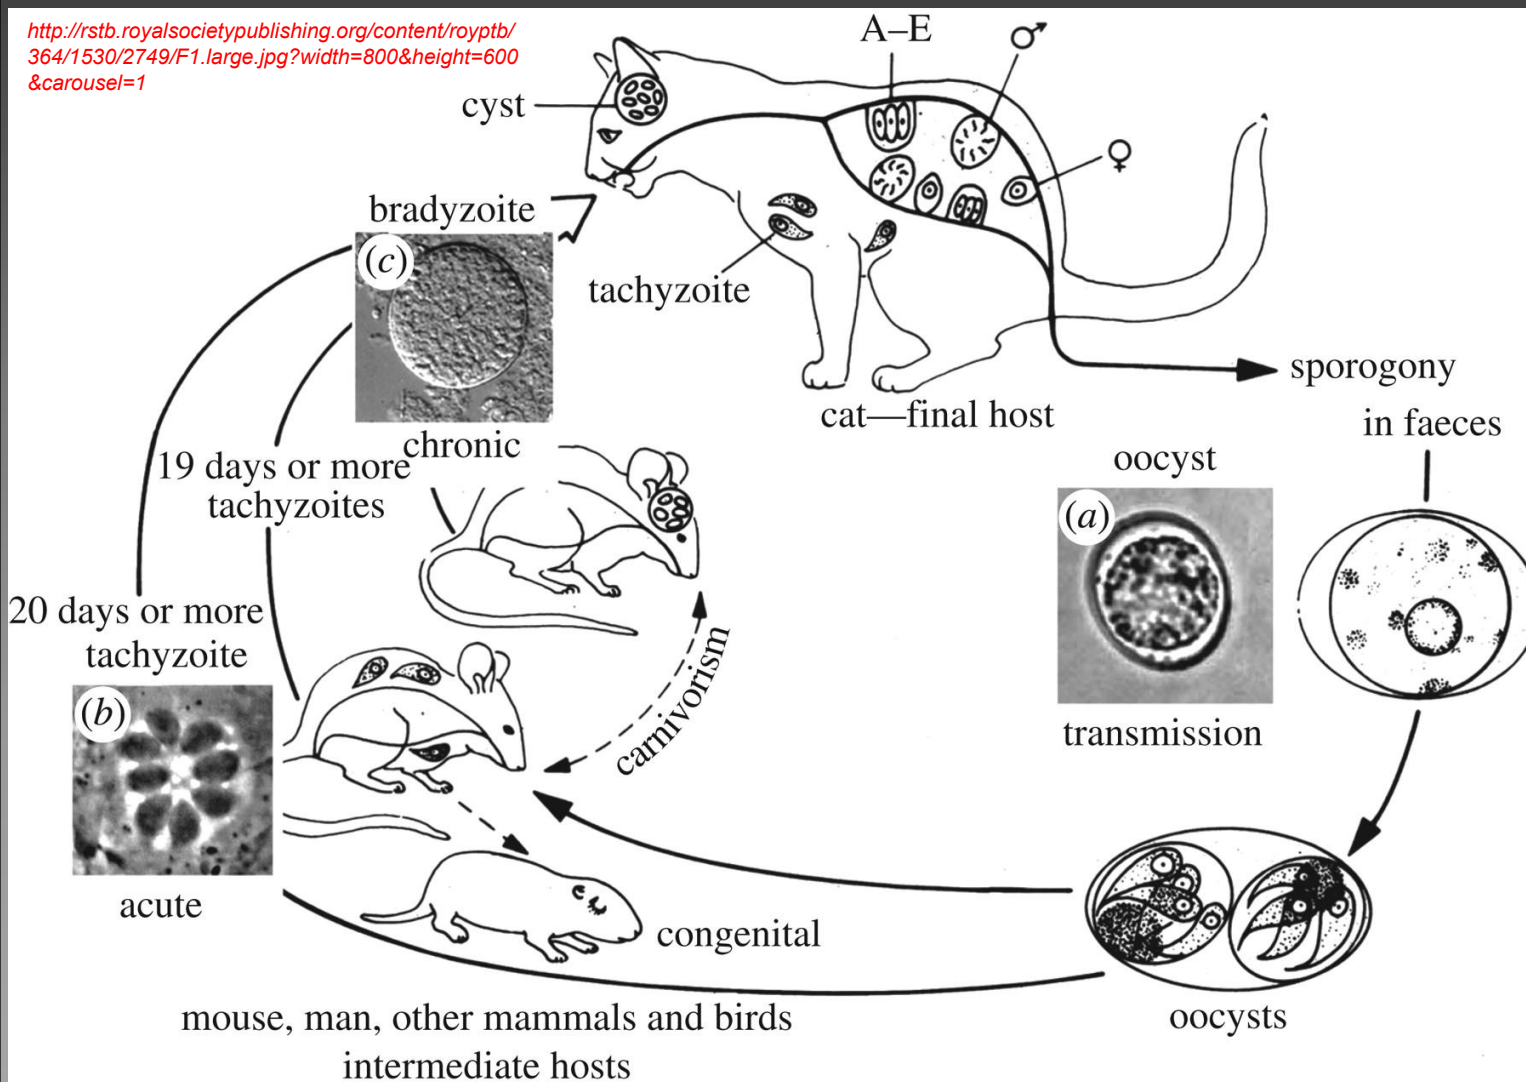 http://rstb.royalsocietypublishing.org/content/royptb/
364/1530/2749/F1.large.jpg?width=800&height=600
&carousel=1
A–E
♂
cyst
♀
bradyzoite
(c)
tachyzoite
sporogony
cat—final host
in faeces
chronic
oocyst
19 days or more
tachyzoites
(a)
20 days or more
tachyzoite
carnivorism
(b)
transmission
acute
congenital
mouse, man, other mammals and birds
intermediate hosts
oocysts